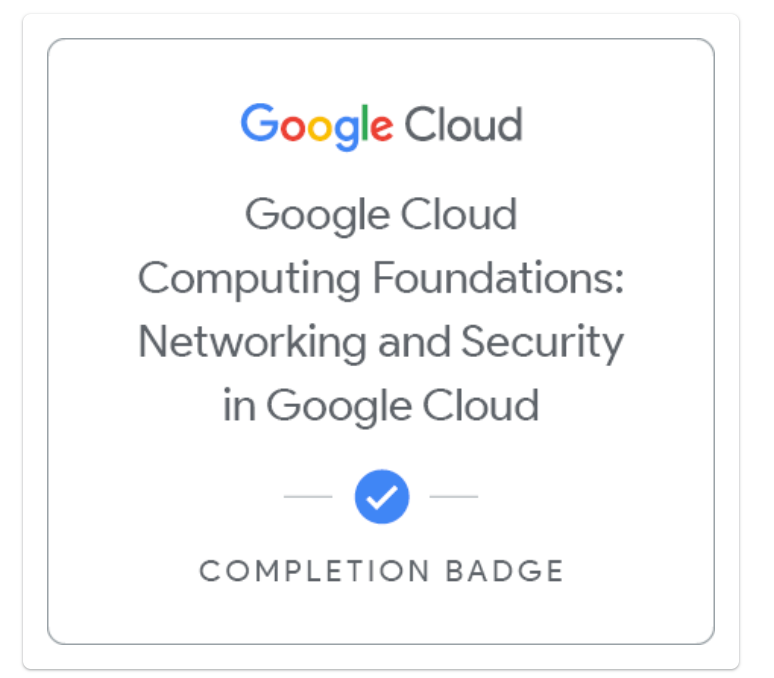 Google Cloud
Google Cloud
Computing Foundations:
Networking and Security
in Google Cloud
COMPLETION BADGE